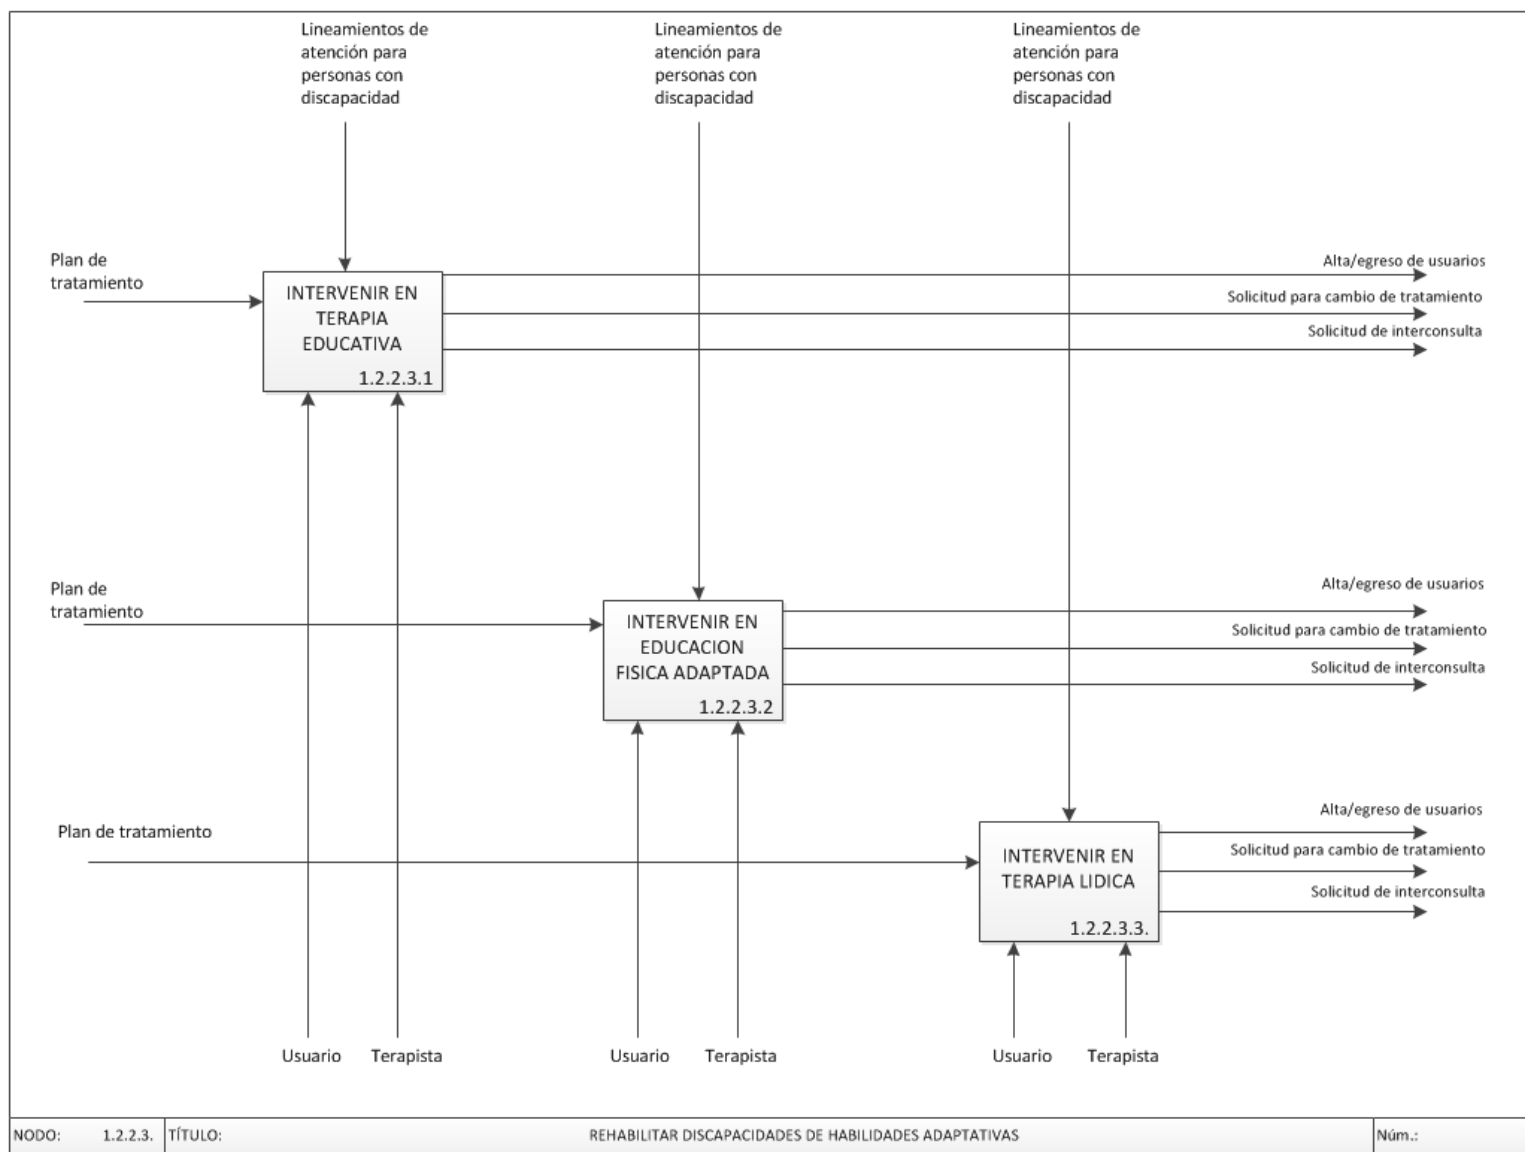 Lineamientos de
atención para
personas con
discapacidad
Lineamientos de
atención para
personas con
discapacidad
Lineamientos de
atención para
personas con
discapacidad
Plan de
tratamiento
INTERVENIR EN
TERAPIA
EDUCATIVA
1.2.2.3.1
Alta/egreso de usuarios
Solicitud para cambio de tratamiento
Solicitud de interconsulta
Plan de
tratamiento
INTERVENIR EN
EDUCACION
FISICA ADAPTADA
1.2.2.3.2
Alta/egreso de usuarios
Solicitud para cambio de tratamiento
Solicitud de interconsulta
Plan de tratamiento
INTERVENIR EN
TERAPIA LIDICA
1.2.2.3.3.
Alta/egreso de usuarios
Solicitud para cambio de tratamiento
Solicitud de interconsulta
Usuario Terapista
Usuario Terapista
Usuario Terapista
NODO: 1.2.2.3. TÍTULO: REHABILITAR DISCAPACIDADES DE HABILIDADES ADAPTATIVAS Núm.: